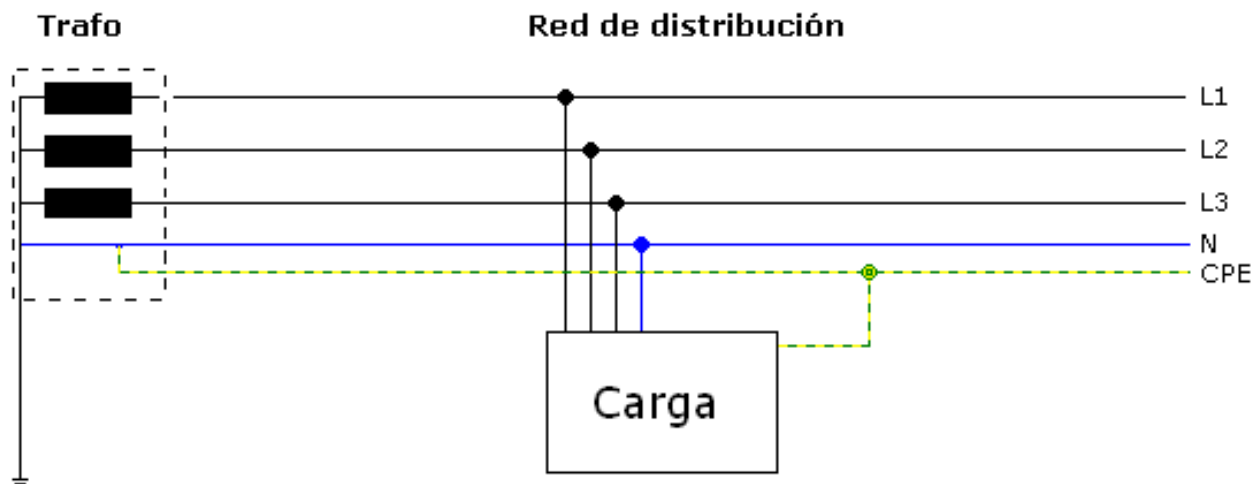 Trafo
Red de distribución
L1
L2
L3
N
CPE
Carga